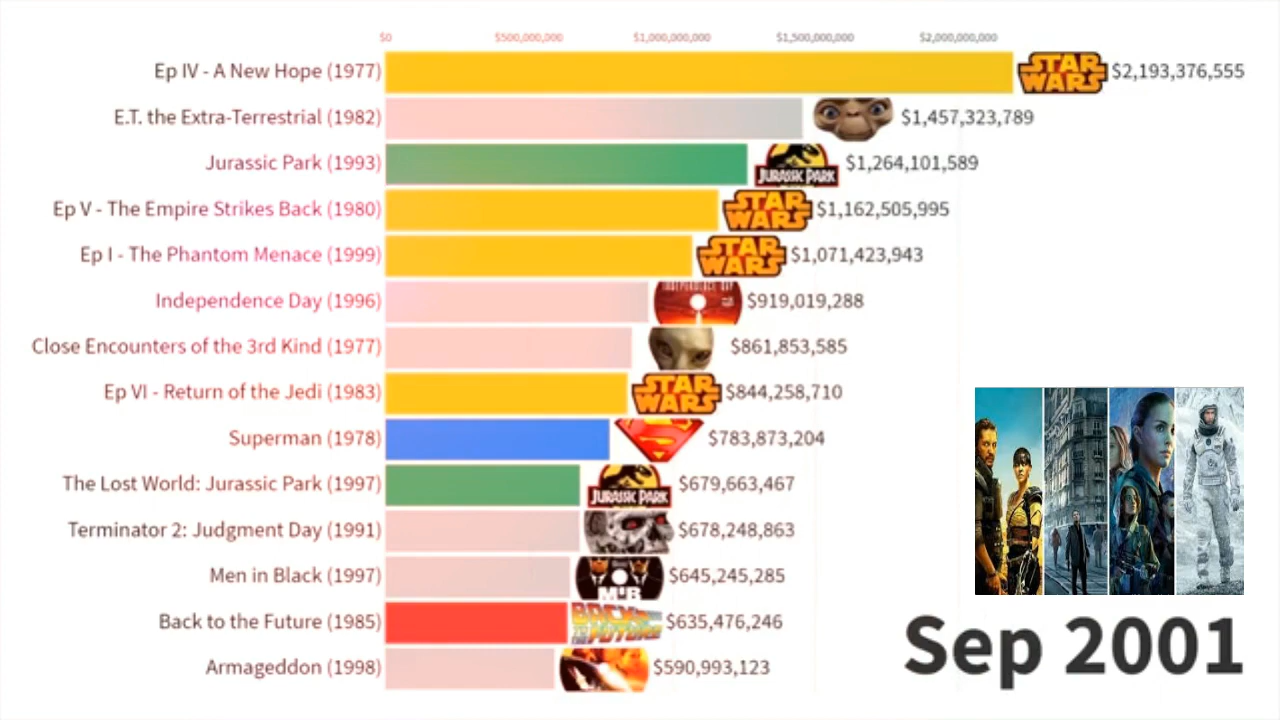 $0 $500,000,000 $1,000,000,000 $1,500,000,000 $2,000,000,000
Ep IV - A New Hope (1977) STAR WARS $2,193,376,555
E.T. the Extra-Terrestrial (1982) $1,457,323,789
Jurassic Park (1993) JURASSIC PARK $1,264,101,589
Ep V - The Empire Strikes Back (1980) STAR WARS $1,162,505,995
Ep I - The Phantom Menace (1999) STAR WARS $1,071,423,943
Independence Day (1996) INDEPENDENCE DAY $919,019,288
Close Encounters of the 3rd Kind (1977) $861,853,585
Ep VI - Return of the Jedi (1983) STAR WARS $844,258,710
Superman (1978) $783,873,204
The Lost World: Jurassic Park (1997) JURASSIC PARK $679,663,467
Terminator 2: Judgment Day (1991) $678,248,863
Men in Black (1997) MIB $645,245,285
Back to the Future (1985) BACK TO THE FUTURE $635,476,246
Armageddon (1998) $590,993,123
Sep 2001